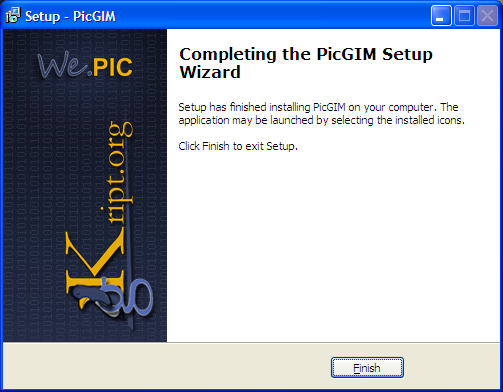 Setup - PicGIM
We.PIC
Kript.org
Completing the PicGIM Setup
Wizard
Setup has finished installing PicGIM on your computer. The
application may be launched by selecting the installed icons.
Click Finish to exit Setup.
Finish